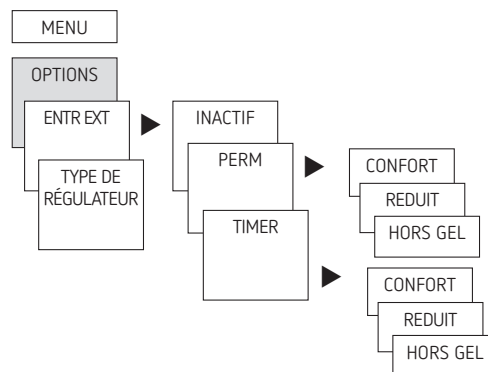 MENU
OPTIONS
ENTR EXT
TYPE DE
RÉGULATEUR
INACTIF
PERM
TIMER
CONFORT
REDUIT
HORS GEL
CONFORT
REDUIT
HORS GEL